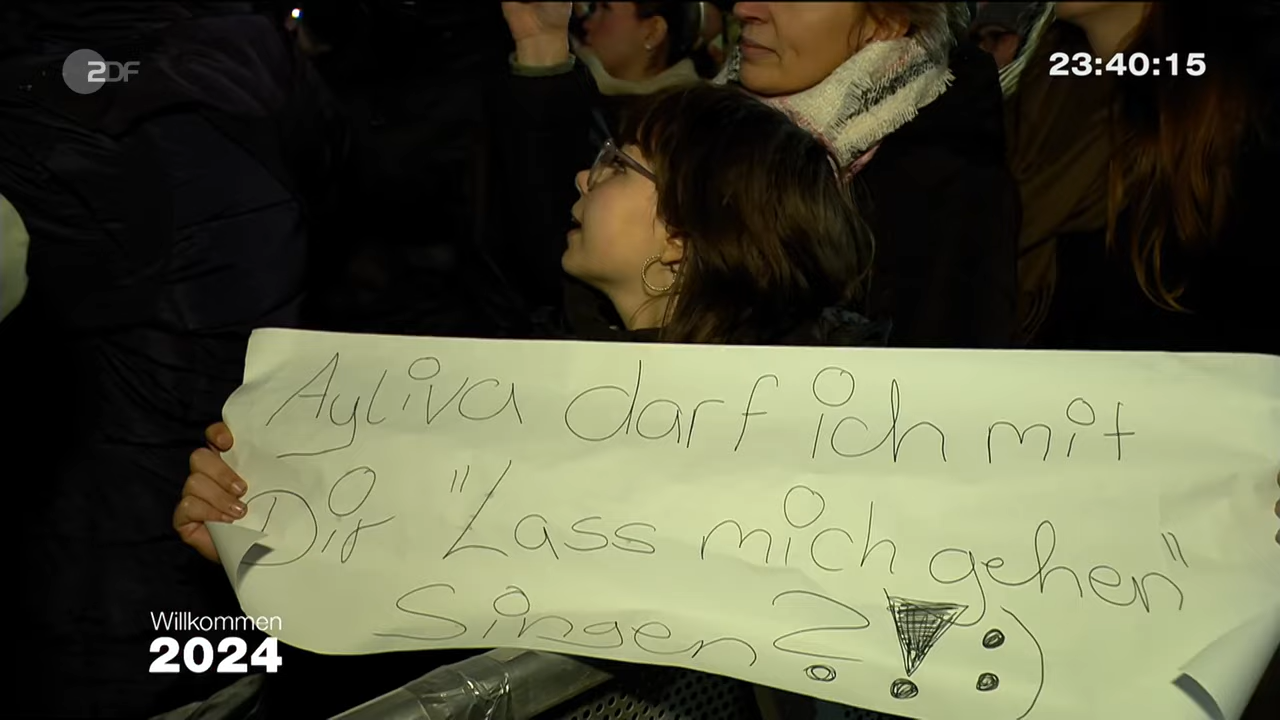 2DF
23:40:15
Ayliva darf ich mit
Dir "Lass mich gehen"
Singen?! :)
Willkommen
2024